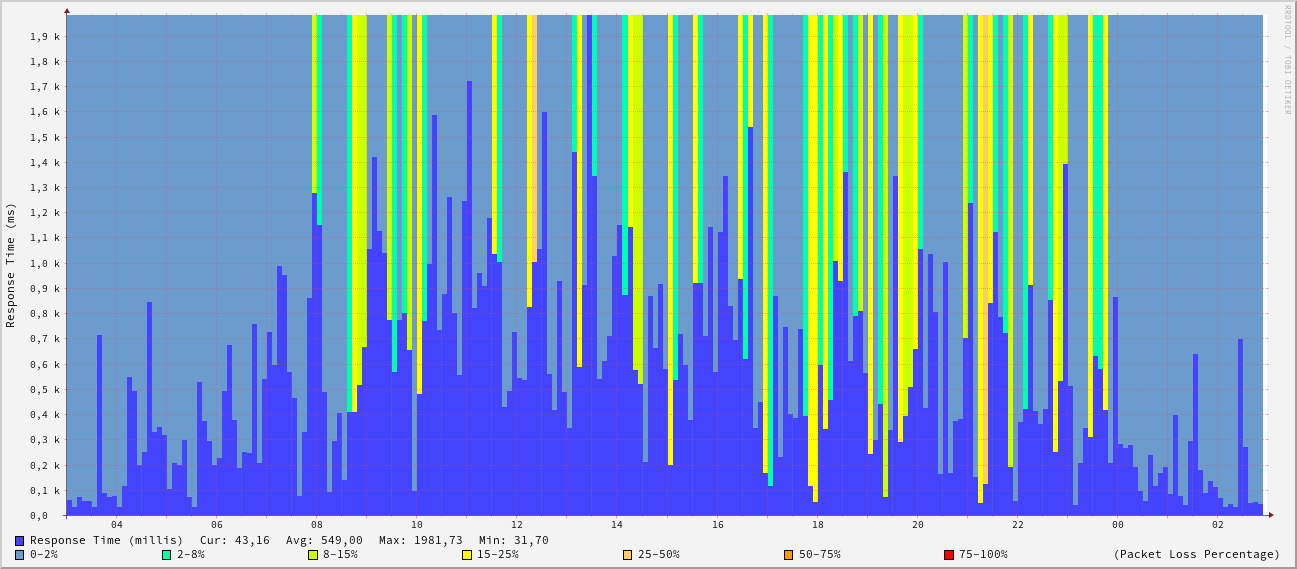 RRDTOOL / TOBI OETIKER
Response Time (ms)
1,9 k
1,8 k
1,7 k
1,6 k
1,5 k
1,4 k
1,3 k
1,2 k
1,1 k
1,0 k
0,9 k
0,8 k
0,7 k
0,6 k
0,5 k
0,4 k
0,3 k
0,2 k
0,1 k
0,0
04 06 08 10 12 14 16 18 20 22 00 02
Response Time (millis) Cur: 43,16 Avg: 549,00 Max: 1981,73 Min: 31,70
0-2% 2-8% 8-15% 15-25% 25-50% 50-75% 75-100% (Packet Loss Percentage)